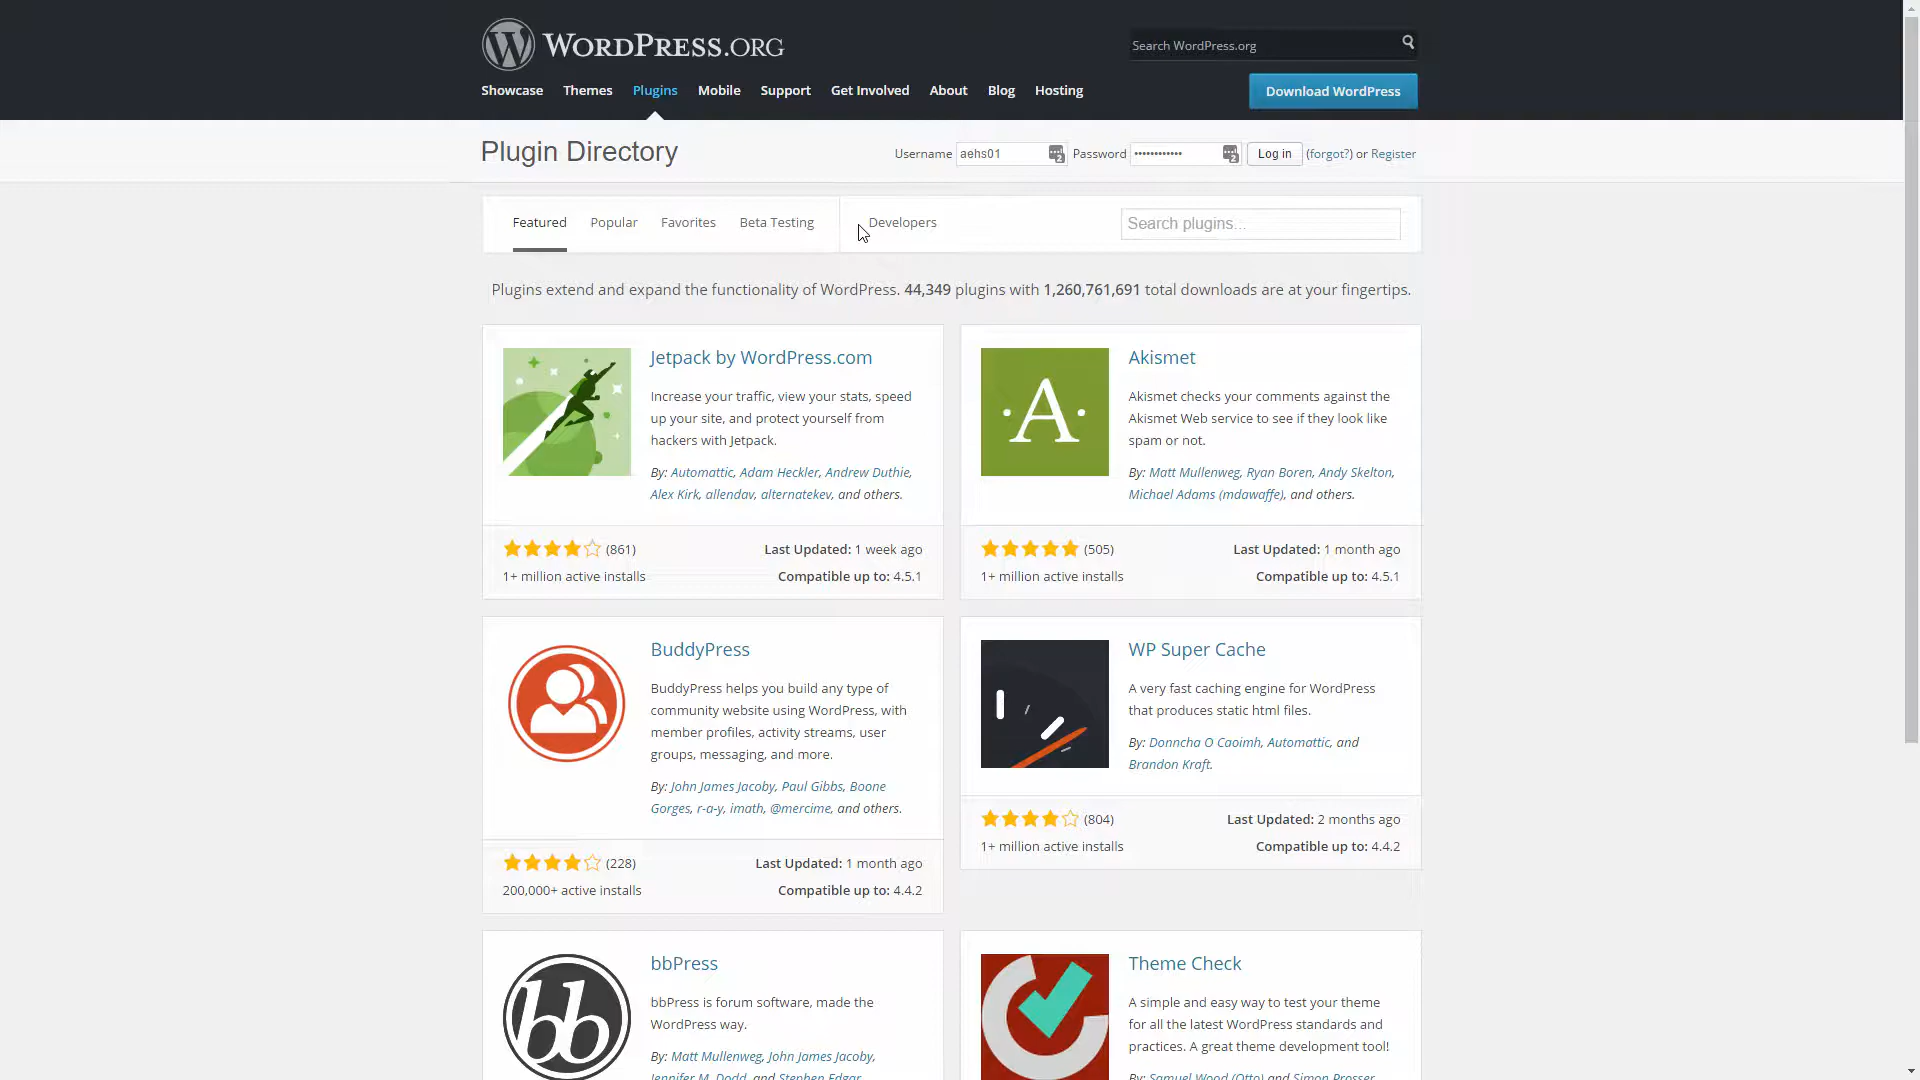 WORDPRESS.ORG
Search WordPress.org
Showcase Themes Plugins Mobile Support Get Involved About Blog Hosting
Download WordPress
Plugin Directory
Username aehs01 Password •••••••••••• Log in (forgot?) or Register
Featured Popular Favorites Beta Testing Developers
Search plugins...
Plugins extend and expand the functionality of WordPress. 44,349 plugins with 1,260,761,691 total downloads are at your fingertips.
Jetpack by WordPress.com
Increase your traffic, view your stats, speed
up your site, and protect yourself from
hackers with Jetpack.
By: Automattic, Adam Heckler, Andrew Duthie,
Alex Kirk, allendav, alternatekev, and others.
(861)
Last Updated: 1 week ago
1+ million active installs
Compatible up to: 4.5.1
A
Akismet
Akismet checks your comments against the
Akismet Web service to see if they look like
spam or not.
By: Matt Mullenweg, Ryan Boren, Andy Skelton,
Michael Adams (mdawaffe), and others.
(505)
Last Updated: 1 month ago
1+ million active installs
Compatible up to: 4.5.1
BuddyPress
BuddyPress helps you build any type of
community website using WordPress, with
member profiles, activity streams, user
groups, messaging, and more.
By: John James Jacoby, Paul Gibbs, Boone
Gorges, r-a-y, imath, @mercime, and others.
(228)
Last Updated: 1 month ago
200,000+ active installs
Compatible up to: 4.4.2
WP Super Cache
A very fast caching engine for WordPress
that produces static html files.
By: Donncha O Caoimh, Automattic, and
Brandon Kraft.
(804)
Last Updated: 2 months ago
1+ million active installs
Compatible up to: 4.4.2
bb
bbPress
bbPress is forum software, made the
WordPress way.
By: Matt Mullenweg, John James Jacoby,
Jennifer M. Dodd, and Stephen Edgar.
Theme Check
A simple and easy way to test your theme
for all the latest WordPress standards and
practices. A great theme development tool!
By: Samuel Wood (Otto) and Simon Prosser.